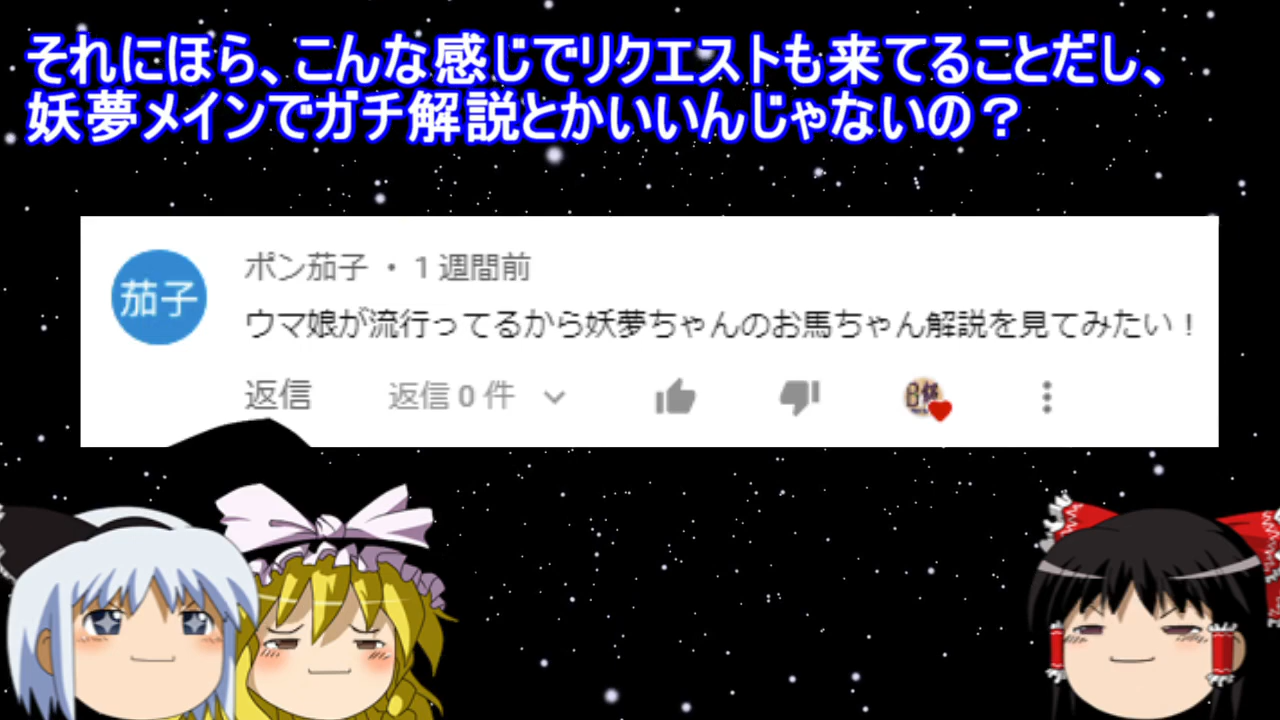 それにほら、こんな感じでリクエストも来てることだし、
妖夢メインでガチ解説とかいいんじゃないの？
茄子
ポン茄子 • 1 週間前
ウマ娘が流行ってるから妖夢ちゃんのお馬ちゃん解説を見てみたい！
返信 返信 0 件